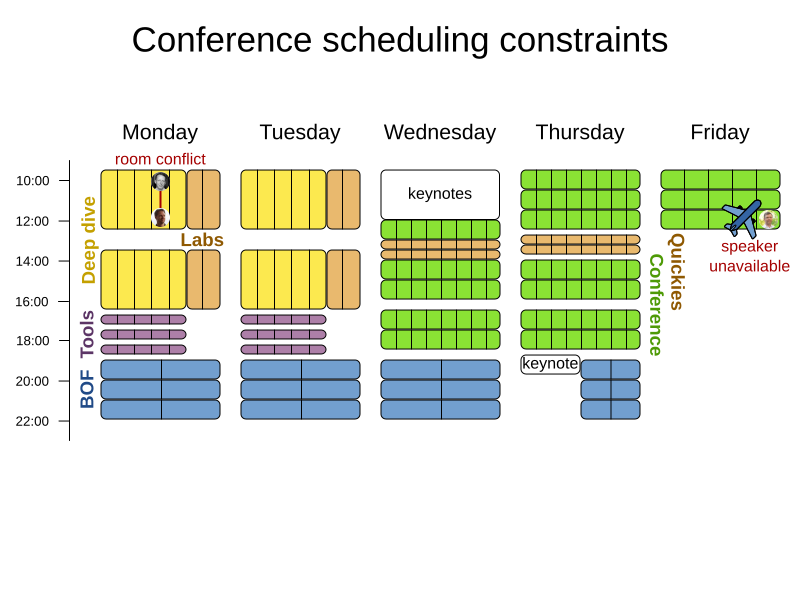 Conference scheduling constraints
Monday
Tuesday
Wednesday
Thursday
Friday
room conflict
10:00
12:00
14:00
16:00
18:00
20:00
22:00
Deep dive
Labs
Tools
BOF
keynotes
keynote
Quickies
Conference
speaker
unavailable